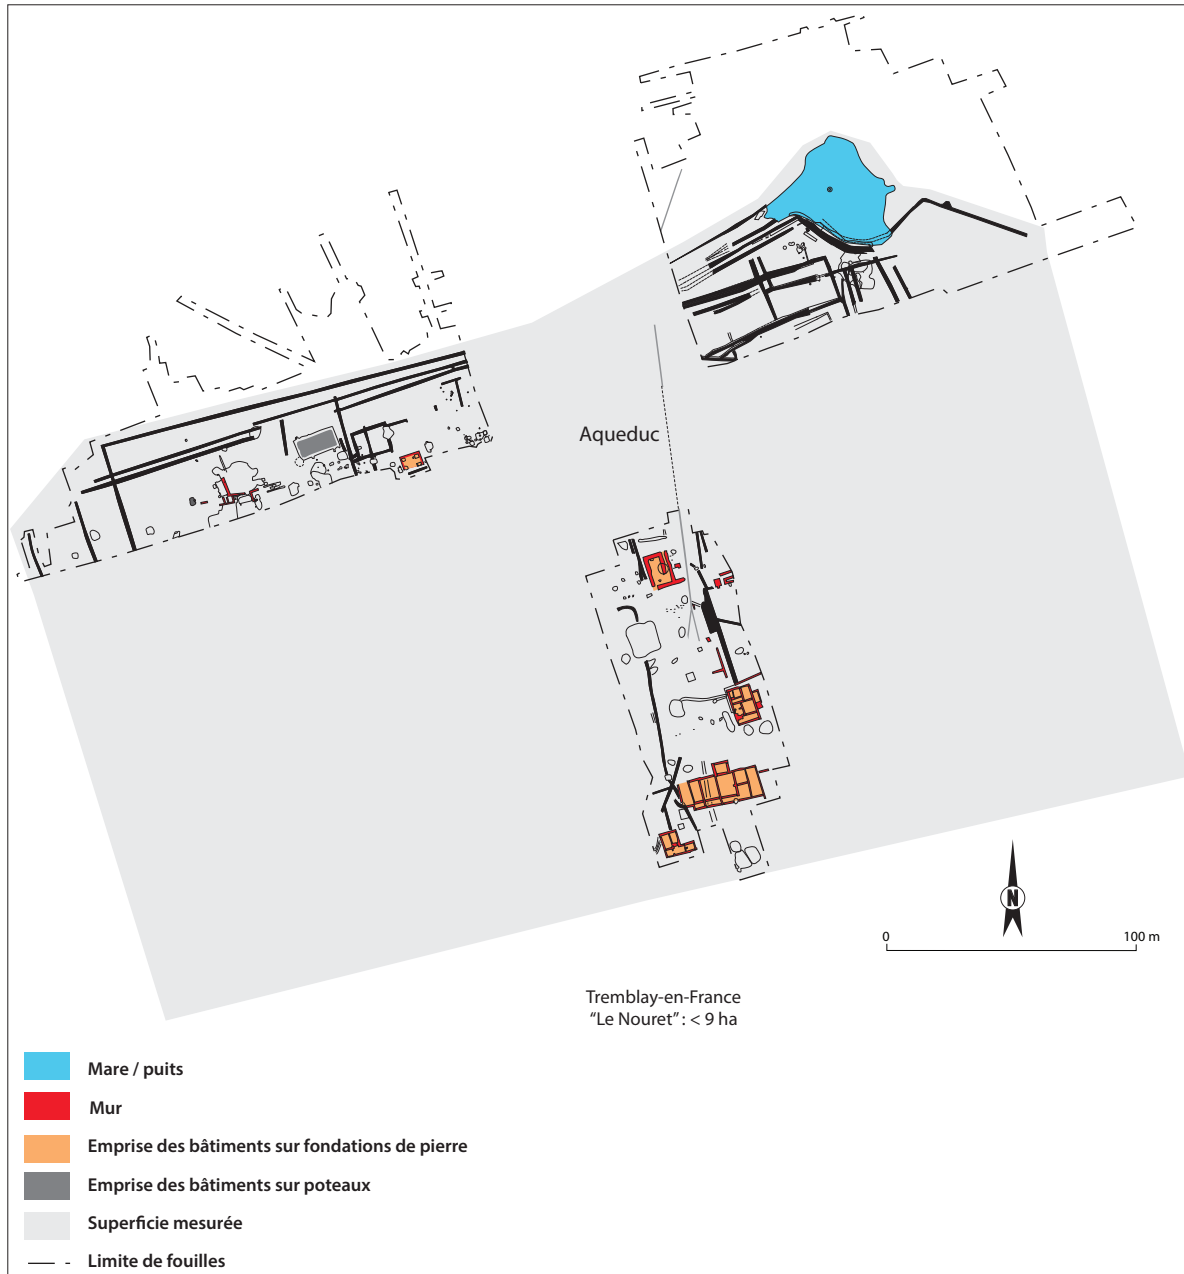 Aqueduc
N
0 100 m
Tremblay-en-France
“Le Nouret” : < 9 ha
Mare / puits
Mur
Emprise des bâtiments sur fondations de pierre
Emprise des bâtiments sur poteaux
Superficie mesurée
Limite de fouilles